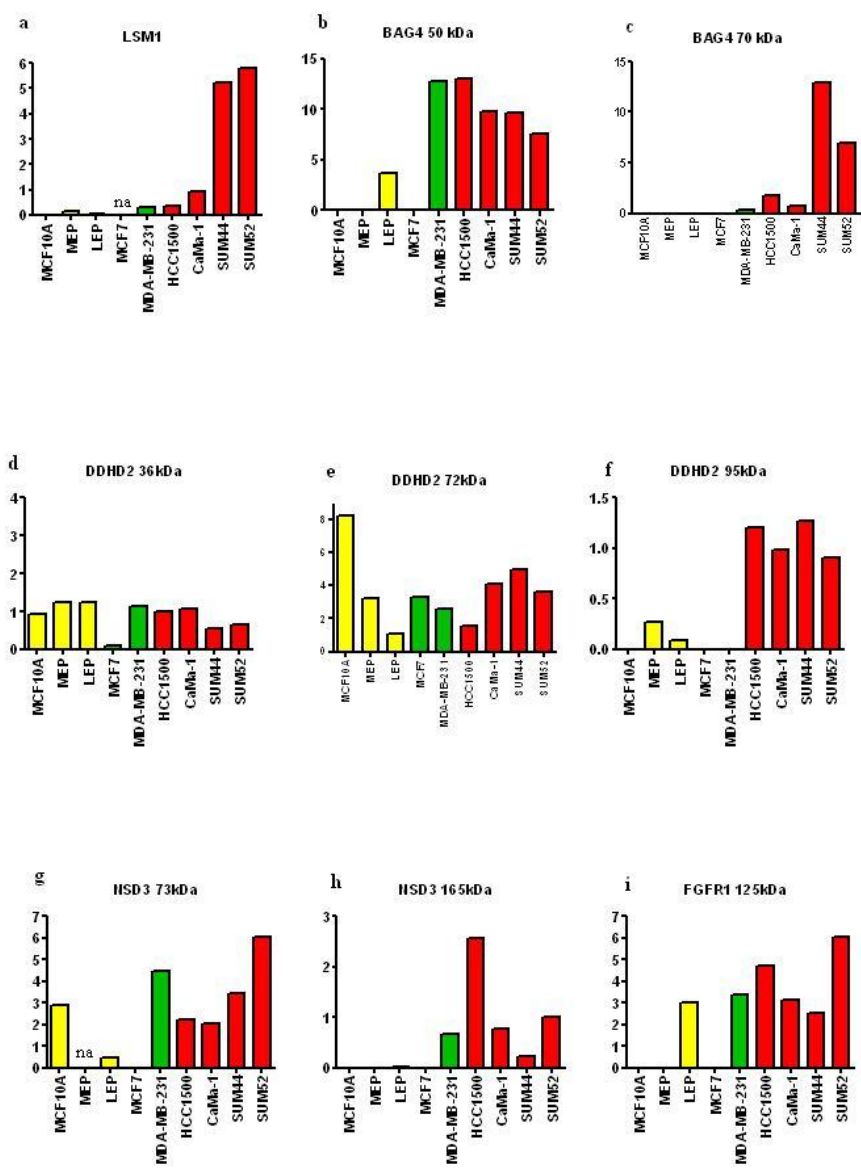 a
LSM1
6
5
4
3
2
1
0
na
MCF10A
MEP
LEP
MCF7
MDA-MB-231
HCC1500
CaMa-1
SUM44
SUM52
b
BAG4 50 kDa
15
10
5
0
MCF10A
MEP
LEP
MCF7
MDA-MB-231
HCC1500
CaMa-1
SUM44
SUM52
c
BAG4 70 kDa
15
10
5
0
MCF10A
MEP
LEP
MCF7
MDA-MB-231
HCC1500
CaMa-1
SUM44
SUM52
d
DDHD2 36kDa
4
3
2
1
0
MCF10A
MEP
LEP
MCF7
MDA-MB-231
HCC1500
CaMa-1
SUM44
SUM52
e
DDHD2 72kDa
8
6
4
2
0
MCF10A
MEP
LEP
MCF7
MDA-MB-231
HCC1500
CaMa-1
SUM44
SUM52
f
DDHD2 95kDa
1.5
1.0
0.5
0.0
MCF10A
MEP
LEP
MCF7
MDA-MB-231
HCC1500
CaMa-1
SUM44
SUM52
g
NSD3 73kDa
7
6
5
4
3
2
1
0
na
MCF10A
MEP
LEP
MCF7
MDA-MB-231
HCC1500
CaMa-1
SUM44
SUM52
h
NSD3 165kDa
3
2
1
0
MCF10A
MEP
LEP
MCF7
MDA-MB-231
HCC1500
CaMa-1
SUM44
SUM52
i
FGFR1 125kDa
7
6
5
4
3
2
1
0
MCF10A
MEP
LEP
MCF7
MDA-MB-231
HCC1500
CaMa-1
SUM44
SUM52